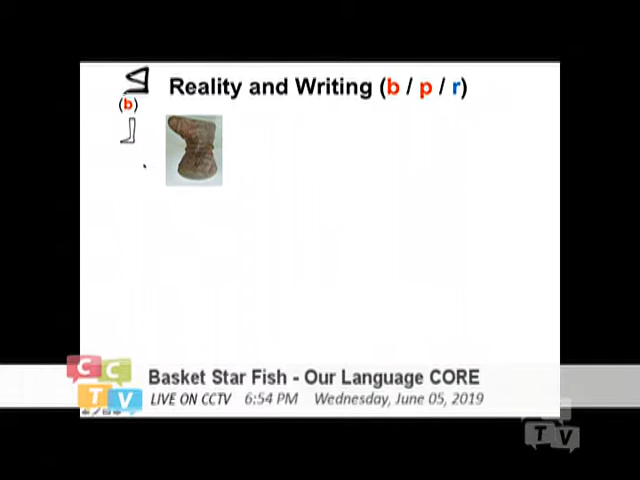 Reality and Writing (b / p / r)
(b)
C C
T V
Basket Star Fish - Our Language CORE
LIVE ON CCTV 6:54 PM Wednesday, June 05, 2019
T V